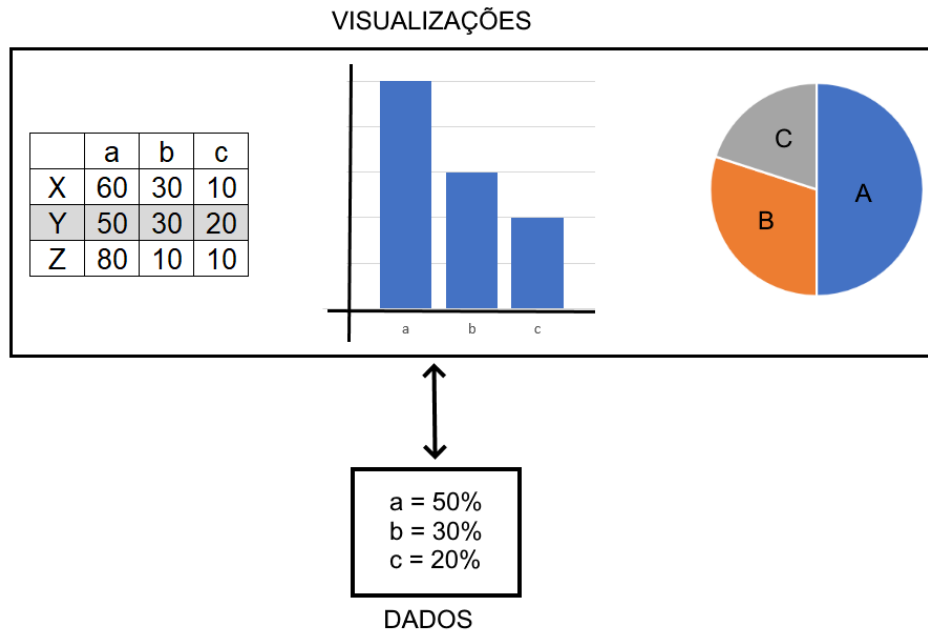 VISUALIZAÇÕES
a b c
X 60 30 10
Y 50 30 20
Z 80 10 10
a b c
C
A
B
a = 50%
b = 30%
c = 20%
DADOS